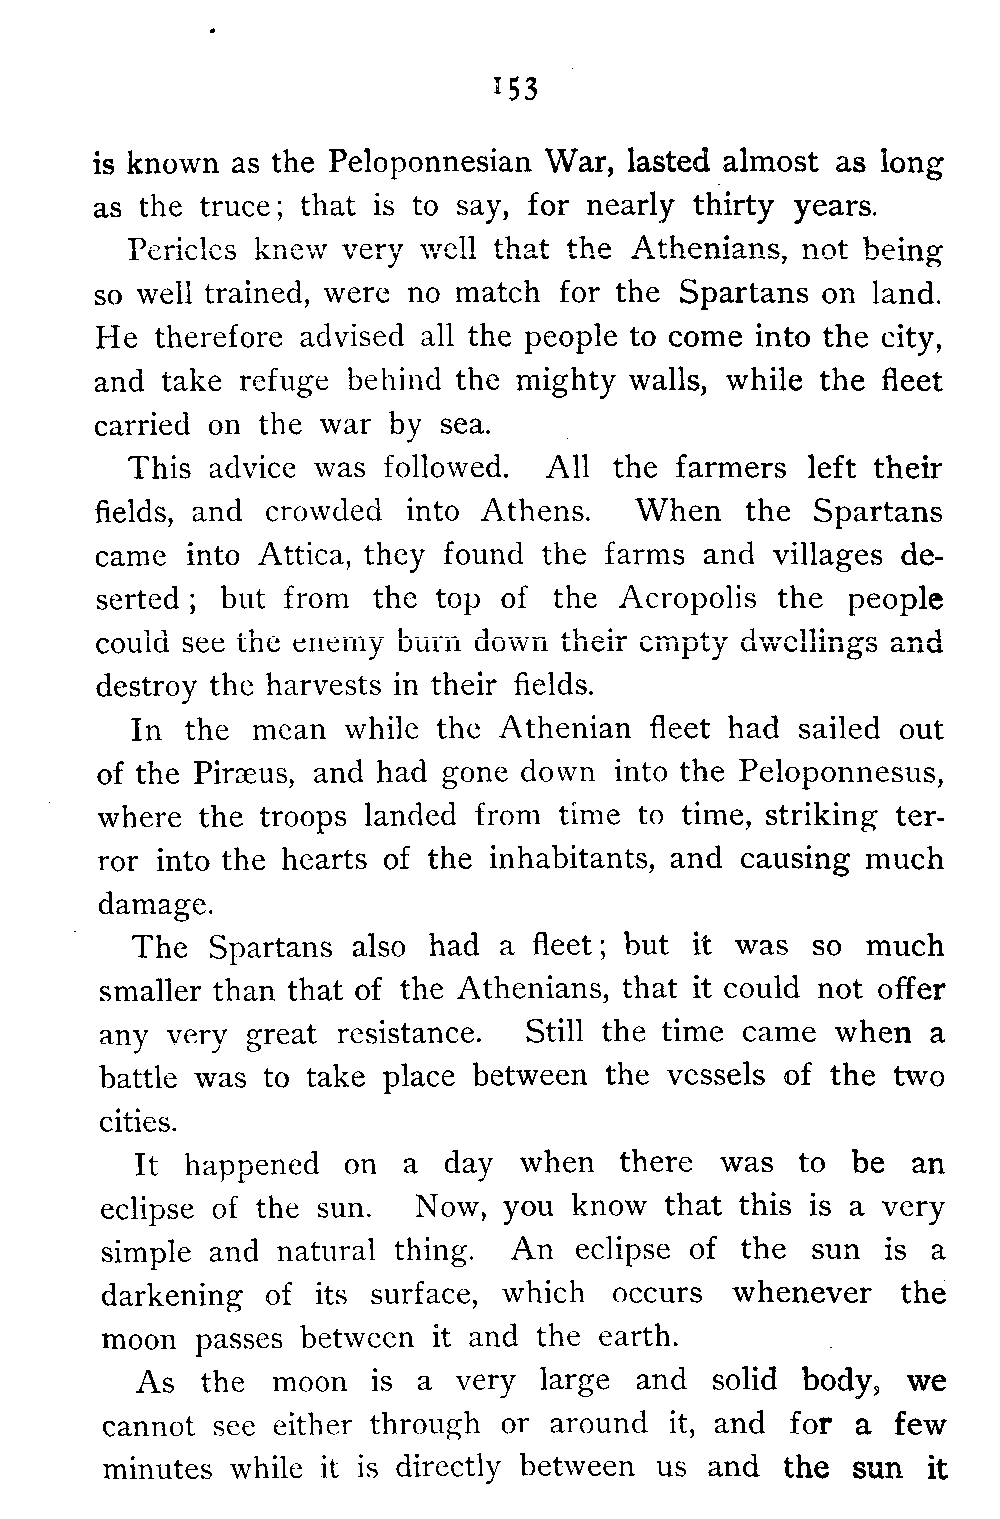 153
is known as the Peloponnesian War, lasted almost as long
as the truce; that is to say, for nearly thirty years.
Pericles knew very well that the Athenians, not being
so well trained, were no match for the Spartans on land.
He therefore advised all the people to come into the city,
and take refuge behind the mighty walls, while the fleet
carried on the war by sea.
This advice was followed. All the farmers left their
fields, and crowded into Athens. When the Spartans
came into Attica, they found the farms and villages de-
serted; but from the top of the Acropolis the people
could see the enemy burn down their empty dwellings and
destroy the harvests in their fields.
In the mean while the Athenian fleet had sailed out
of the Piræus, and had gone down into the Peloponnesus,
where the troops landed from time to time, striking ter-
ror into the hearts of the inhabitants, and causing much
damage.
The Spartans also had a fleet; but it was so much
smaller than that of the Athenians, that it could not offer
any very great resistance. Still the time came when a
battle was to take place between the vessels of the two
cities.
It happened on a day when there was to be an
eclipse of the sun. Now, you know that this is a very
simple and natural thing. An eclipse of the sun is a
darkening of its surface, which occurs whenever the
moon passes between it and the earth.
As the moon is a very large and solid body, we
cannot see either through or around it, and for a few
minutes while it is directly between us and the sun it